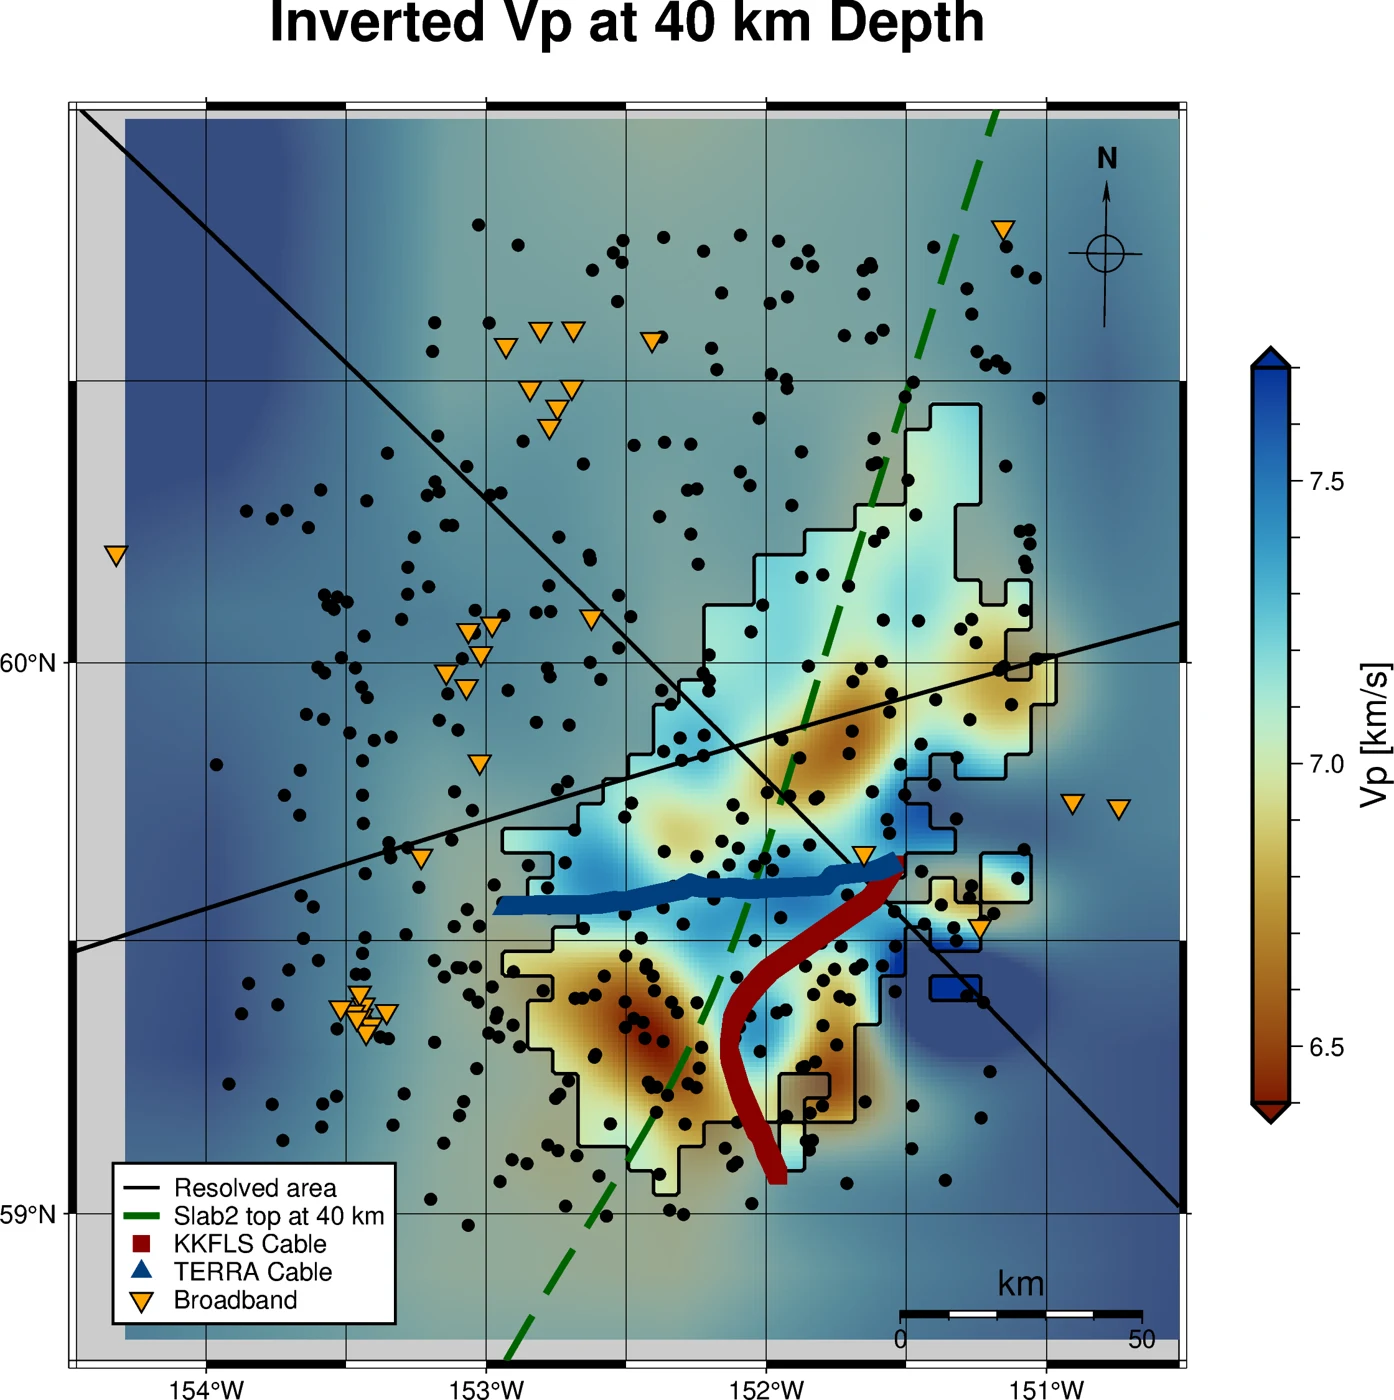 Inverted Vp at 40 km Depth
N
7.5
7.0
6.5
Vp [km/s]
60°N
59°N
Resolved area
Slab2 top at 40 km
KKFLS Cable
TERRA Cable
Broadband
km
0 50
154°W 153°W 152°W 151°W